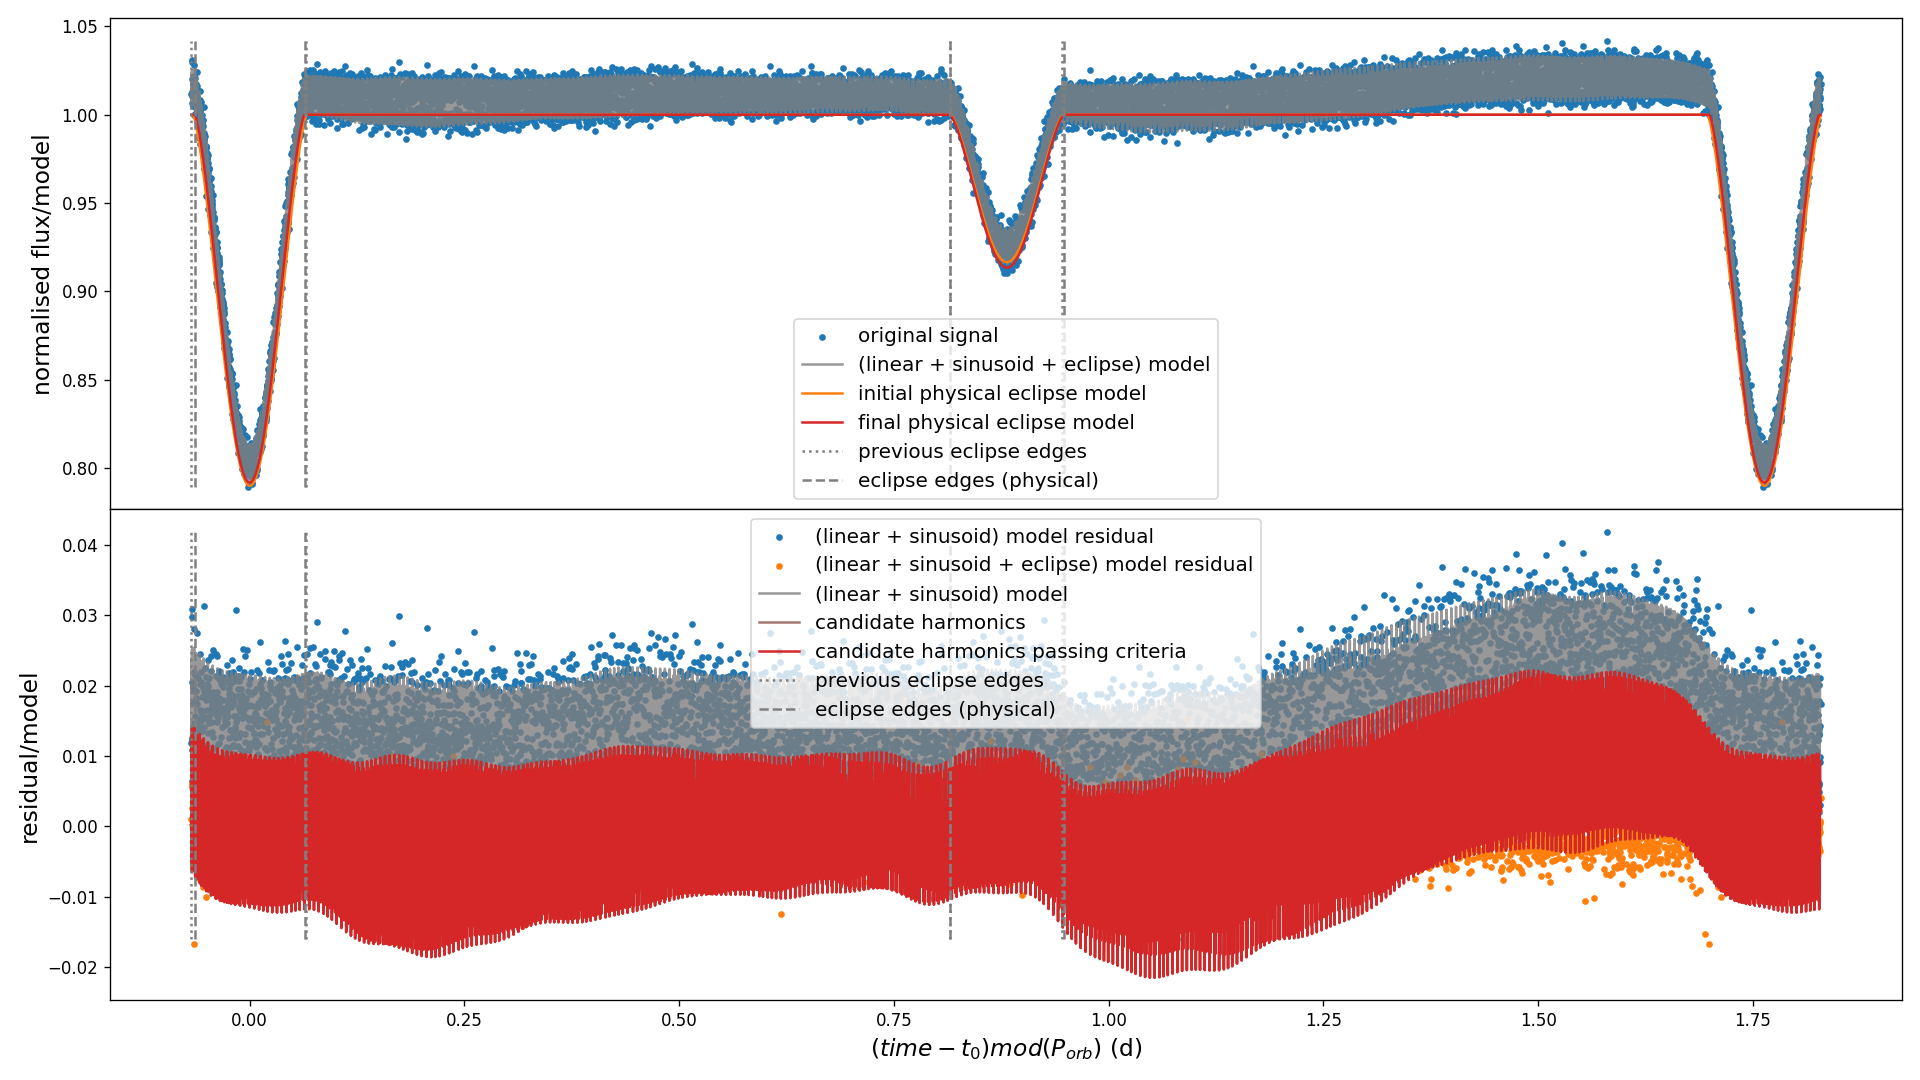 1.05
1.00
0.95
0.90
0.85
0.80
normalised flux/model
original signal
(linear + sinusoid + eclipse) model
initial physical eclipse model
final physical eclipse model
previous eclipse edges
eclipse edges (physical)
0.04
0.03
0.02
0.01
0.00
−0.01
−0.02
residual/model
(linear + sinusoid) model residual
(linear + sinusoid + eclipse) model residual
(linear + sinusoid) model
candidate harmonics
candidate harmonics passing criteria
previous eclipse edges
eclipse edges (physical)
0.00 0.25 0.50 0.75 1.00 1.25 1.50 1.75
(time − t₀)mod(Pₒᵣb) (d)